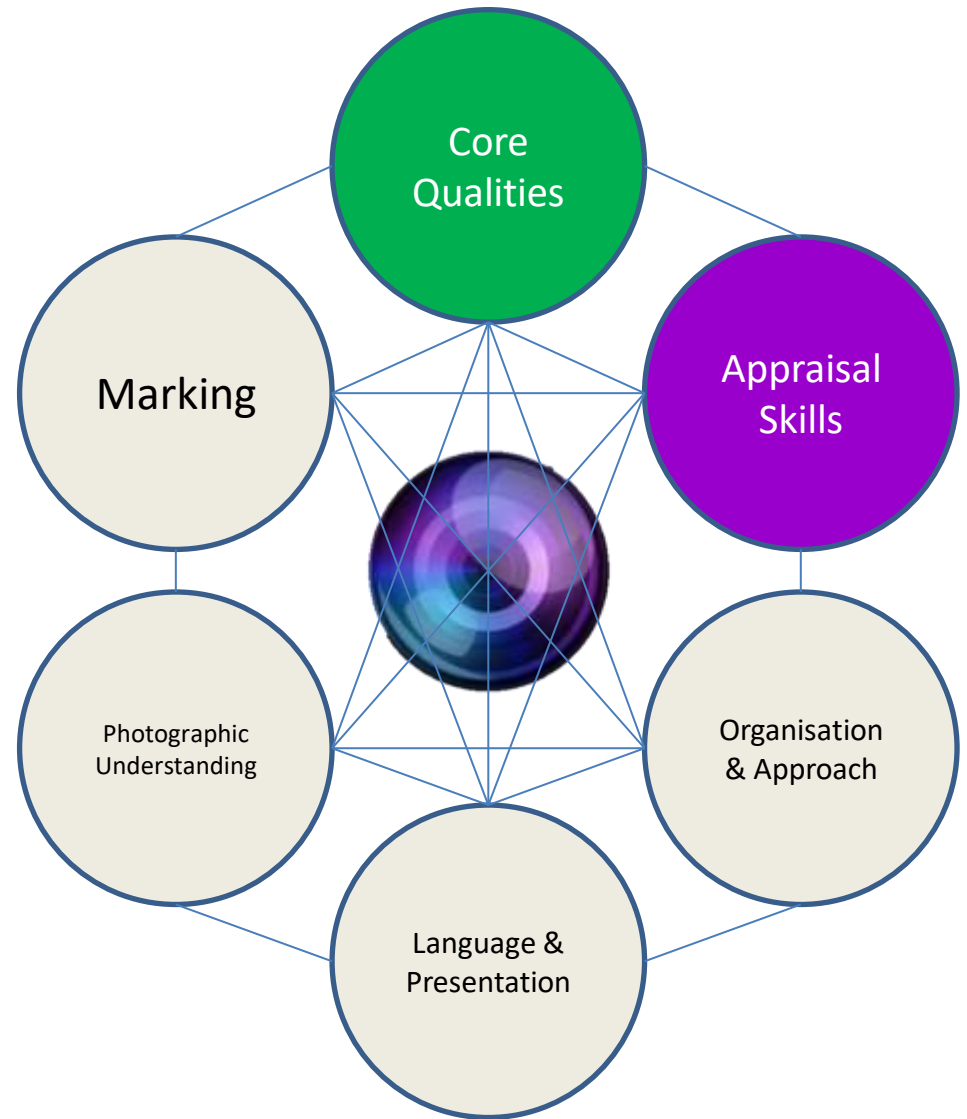 Core
Qualities
Marking
Appraisal
Skills
Photographic
Understanding
Organisation
& Approach
Language &
Presentation